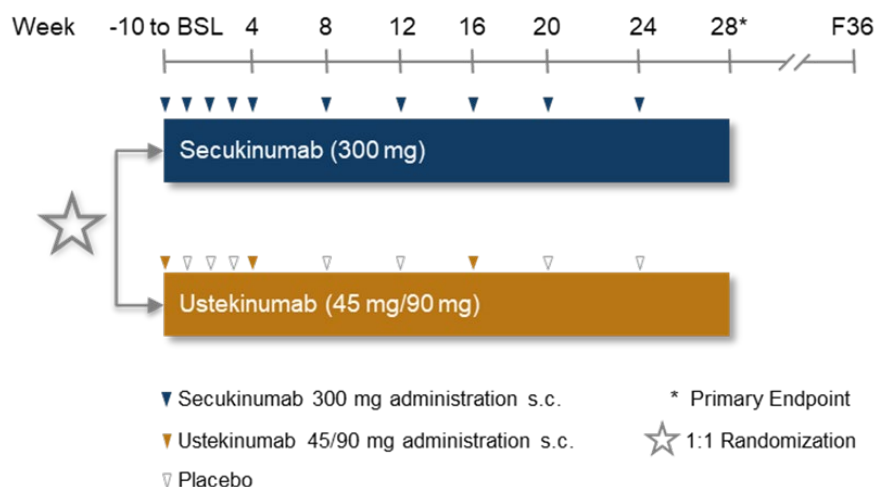 Week -10 to BSL 4 8 12 16 20 24 28* F36
Secukinumab (300 mg)
Ustekinumab (45 mg/90 mg)
Secukinumab 300 mg administration s.c.
* Primary Endpoint
Ustekinumab 45/90 mg administration s.c.
1:1 Randomization
Placebo